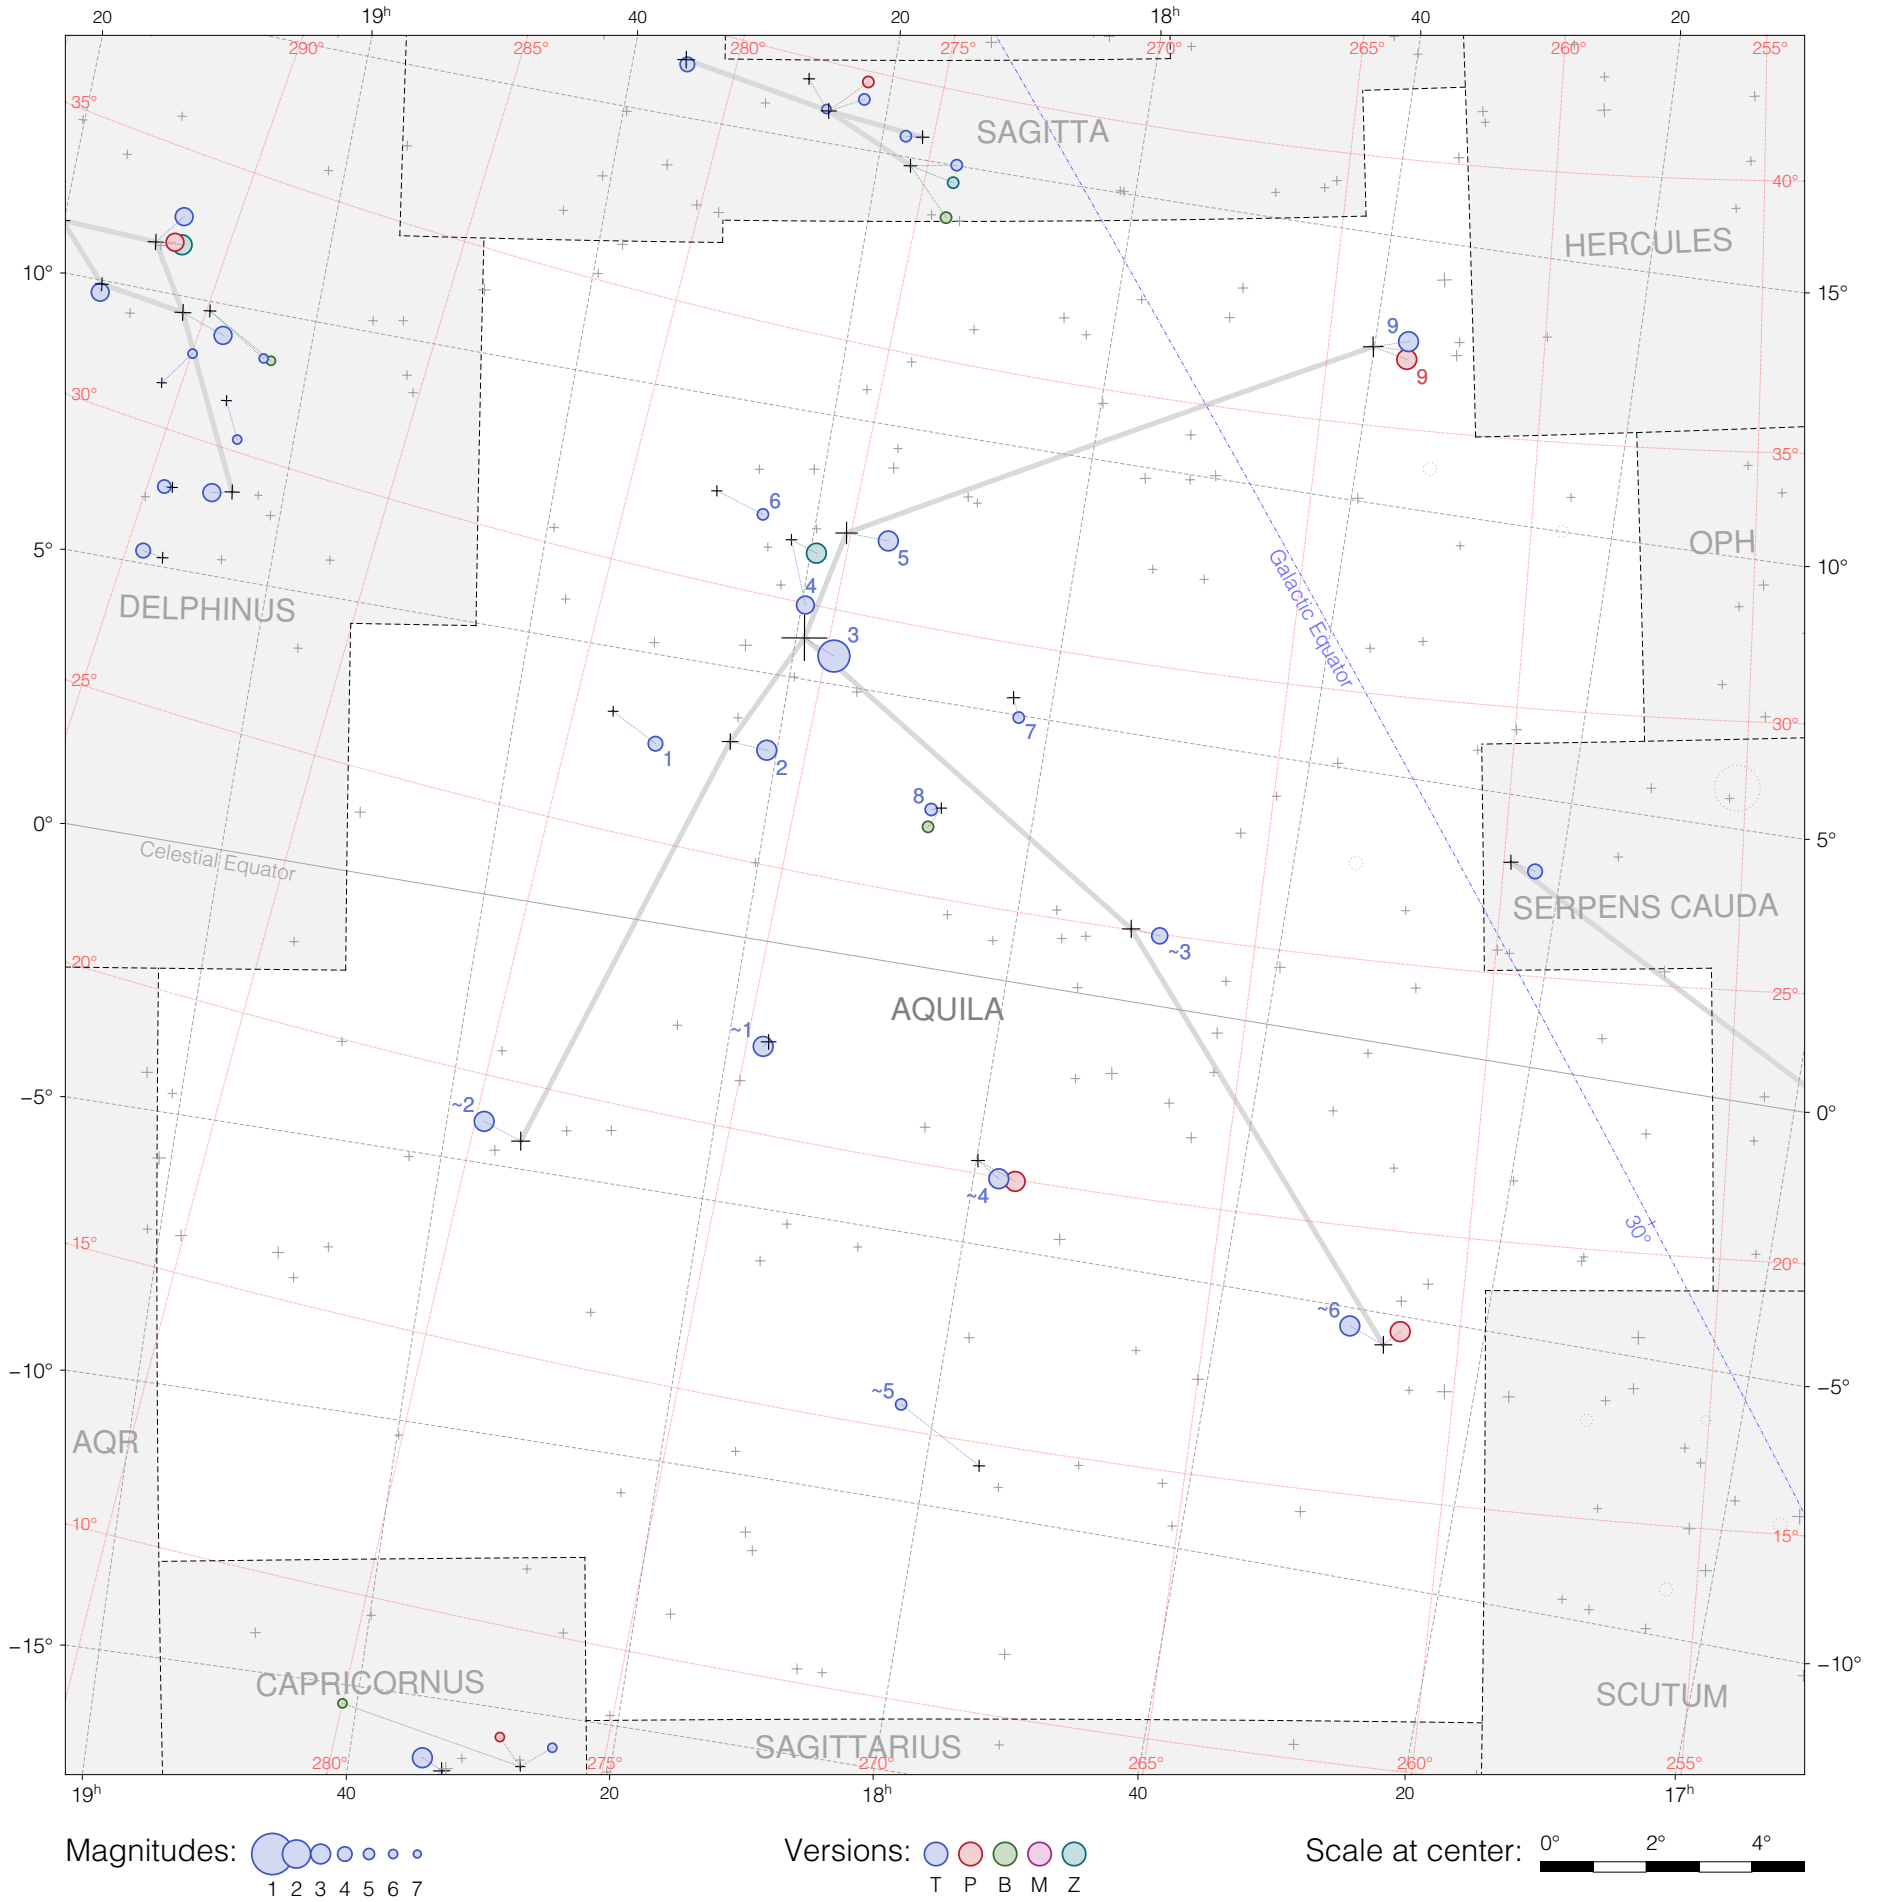 20 19h 40 20 18h 40 20
290° 285° 280° 275° 270° 265° 260° 255°
35°
SAGITTA
40°
HERCULES
10°
15°
9
9
30°
35°
6
5
OPH
5°
10°
4
DELPHINUS
3
Galactic Equator
25°
30°
7
1
2
8
0°
5°
Celestial Equator
SERPENS CAUDA
~3
20°
25°
AQUILA
~1
-5°
~2
0°
~4
30°
15°
20°
~6
-10°
~5
-5°
AQR
10°
15°
-15°
-10°
CAPRICORNUS
SCUTUM
SAGITTARIUS
280° 275° 270° 265° 260° 255°
19h 40 20 18h 40 20 17h
Magnitudes: Versions: Scale at center: 0° 2° 4°
1 2 3 4 5 6 7 T P B M Z